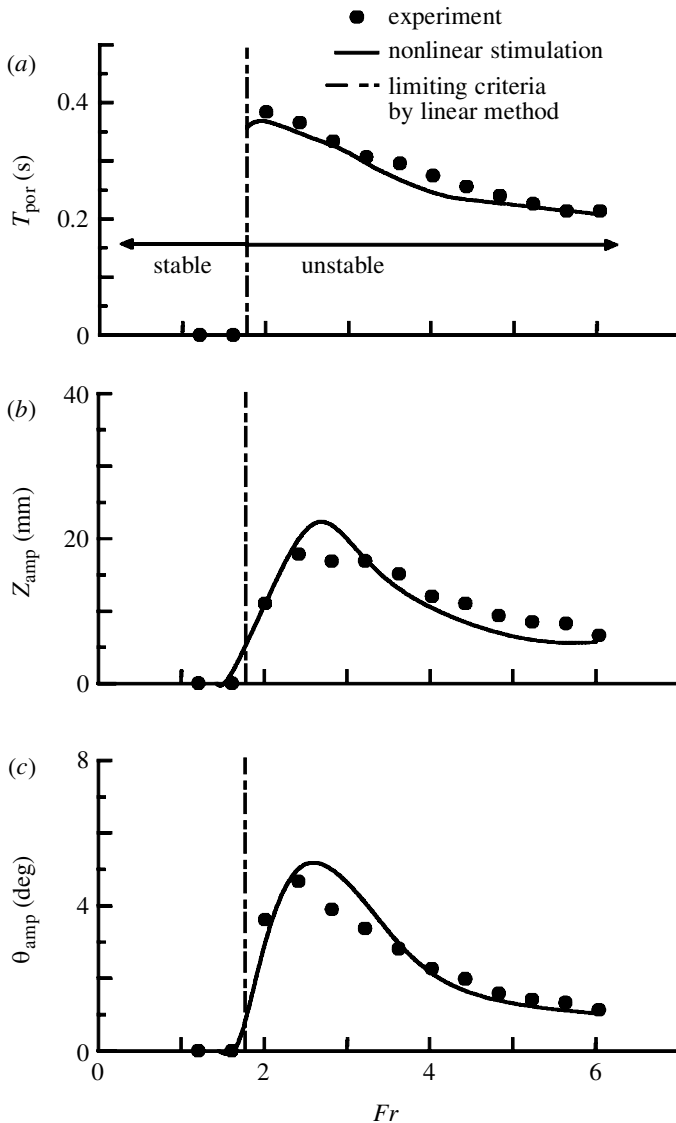 experiment
nonlinear stimulation
limiting criteria
by linear method
(a)
0.4
T_por (s)
0.2
stable
unstable
0
(b)
40
Z_amp (mm)
20
0
(c)
8
θ_amp (deg)
4
0
0 2 4 6
Fr